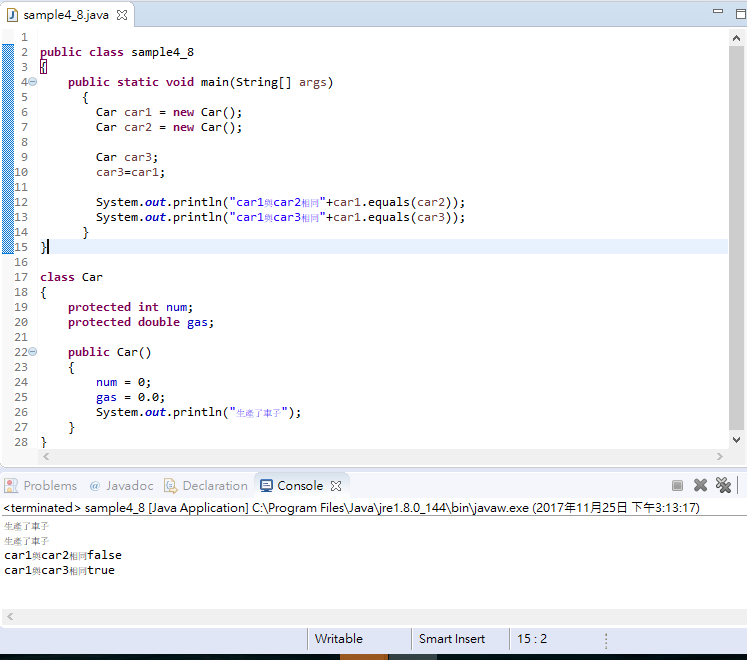 sample4_8.java
1
2 public class sample4_8
3 {
4 public static void main(String[] args)
5 {
6 Car car1 = new Car();
7 Car car2 = new Car();
8
9 Car car3;
10 car3=car1;
11
12 System.out.println("car1與car2相同"+car1.equals(car2));
13 System.out.println("car1與car3相同"+car1.equals(car3));
14 }
15 }
16
17 class Car
18 {
19 protected int num;
20 protected double gas;
21
22 public Car()
23 {
24 num = 0;
25 gas = 0.0;
26 System.out.println("生產了車子");
27 }
28 }
Problems @ Javadoc Declaration Console
<terminated> sample4_8 [Java Application] C:\Program Files\Java\jre1.8.0_144\bin\javaw.exe (2017年11月25日 下午3:13:17)
生產了車子
生產了車子
car1與car2相同false
car1與car3相同true
Writable Smart Insert 15 : 2